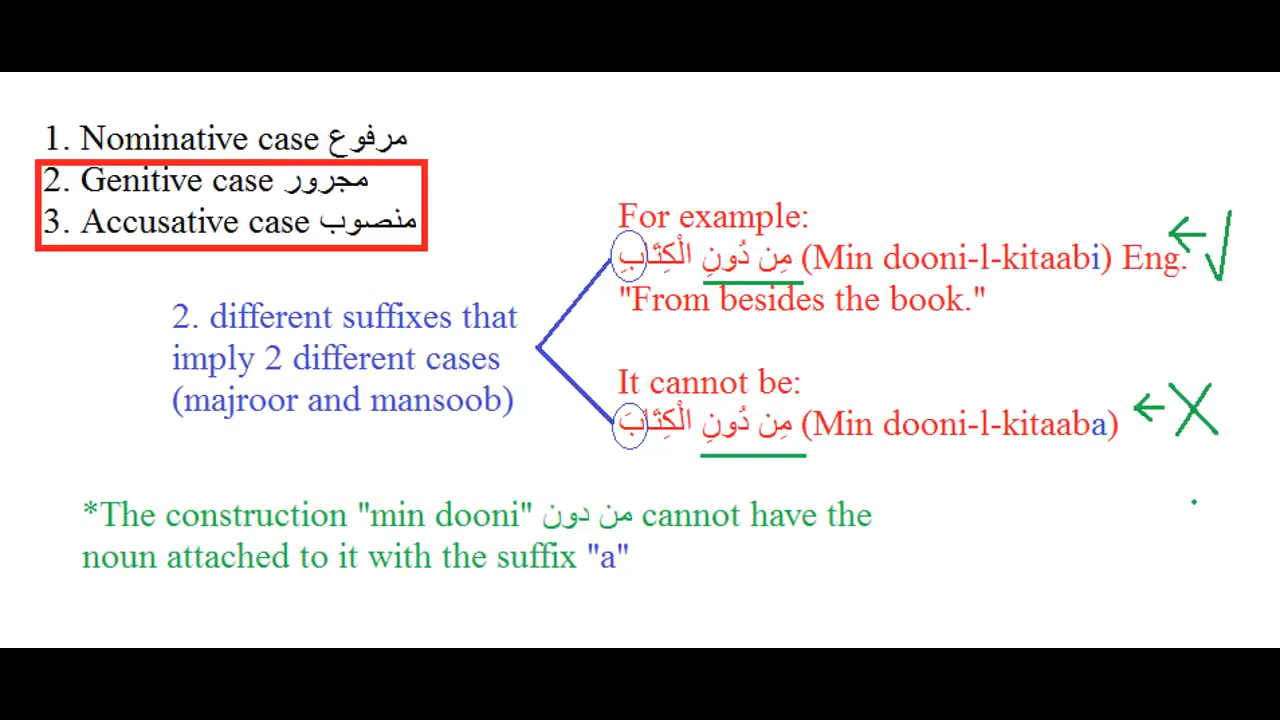 1. Nominative case مرفوع
2. Genitive case مجرور
3. Accusative case منصوب
2. different suffixes that
imply 2 different cases
(majroor and mansoob)
For example:
مِن دُونِ الْكِتَابِ (Min dooni-l-kitaabi) Eng.
"From besides the book."
It cannot be:
مِن دُونِ الْكِتَابَ (Min dooni-l-kitaaba)
*The construction "min dooni" من دون cannot have the
noun attached to it with the suffix "a"